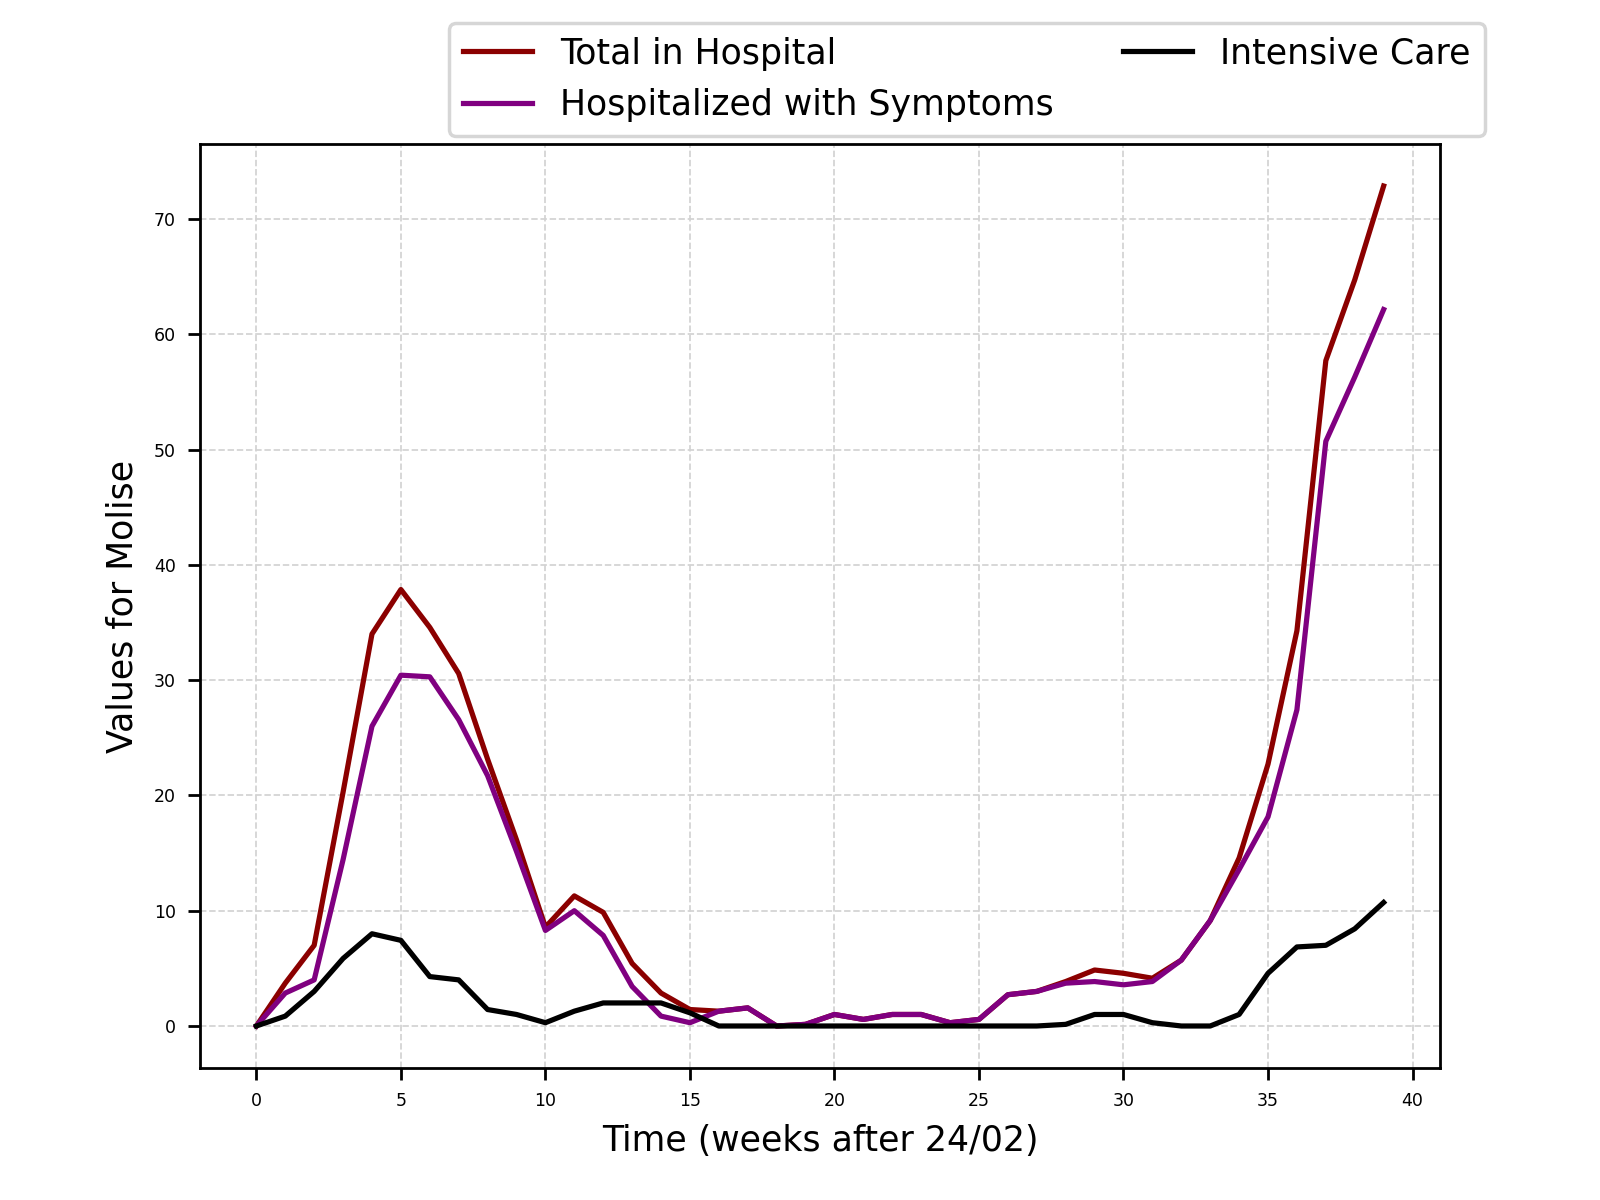 Total in Hospital
Hospitalized with Symptoms
Intensive Care
Values for Molise
70
60
50
40
30
20
10
0
0 5 10 15 20 25 30 35 40
Time (weeks after 24/02)